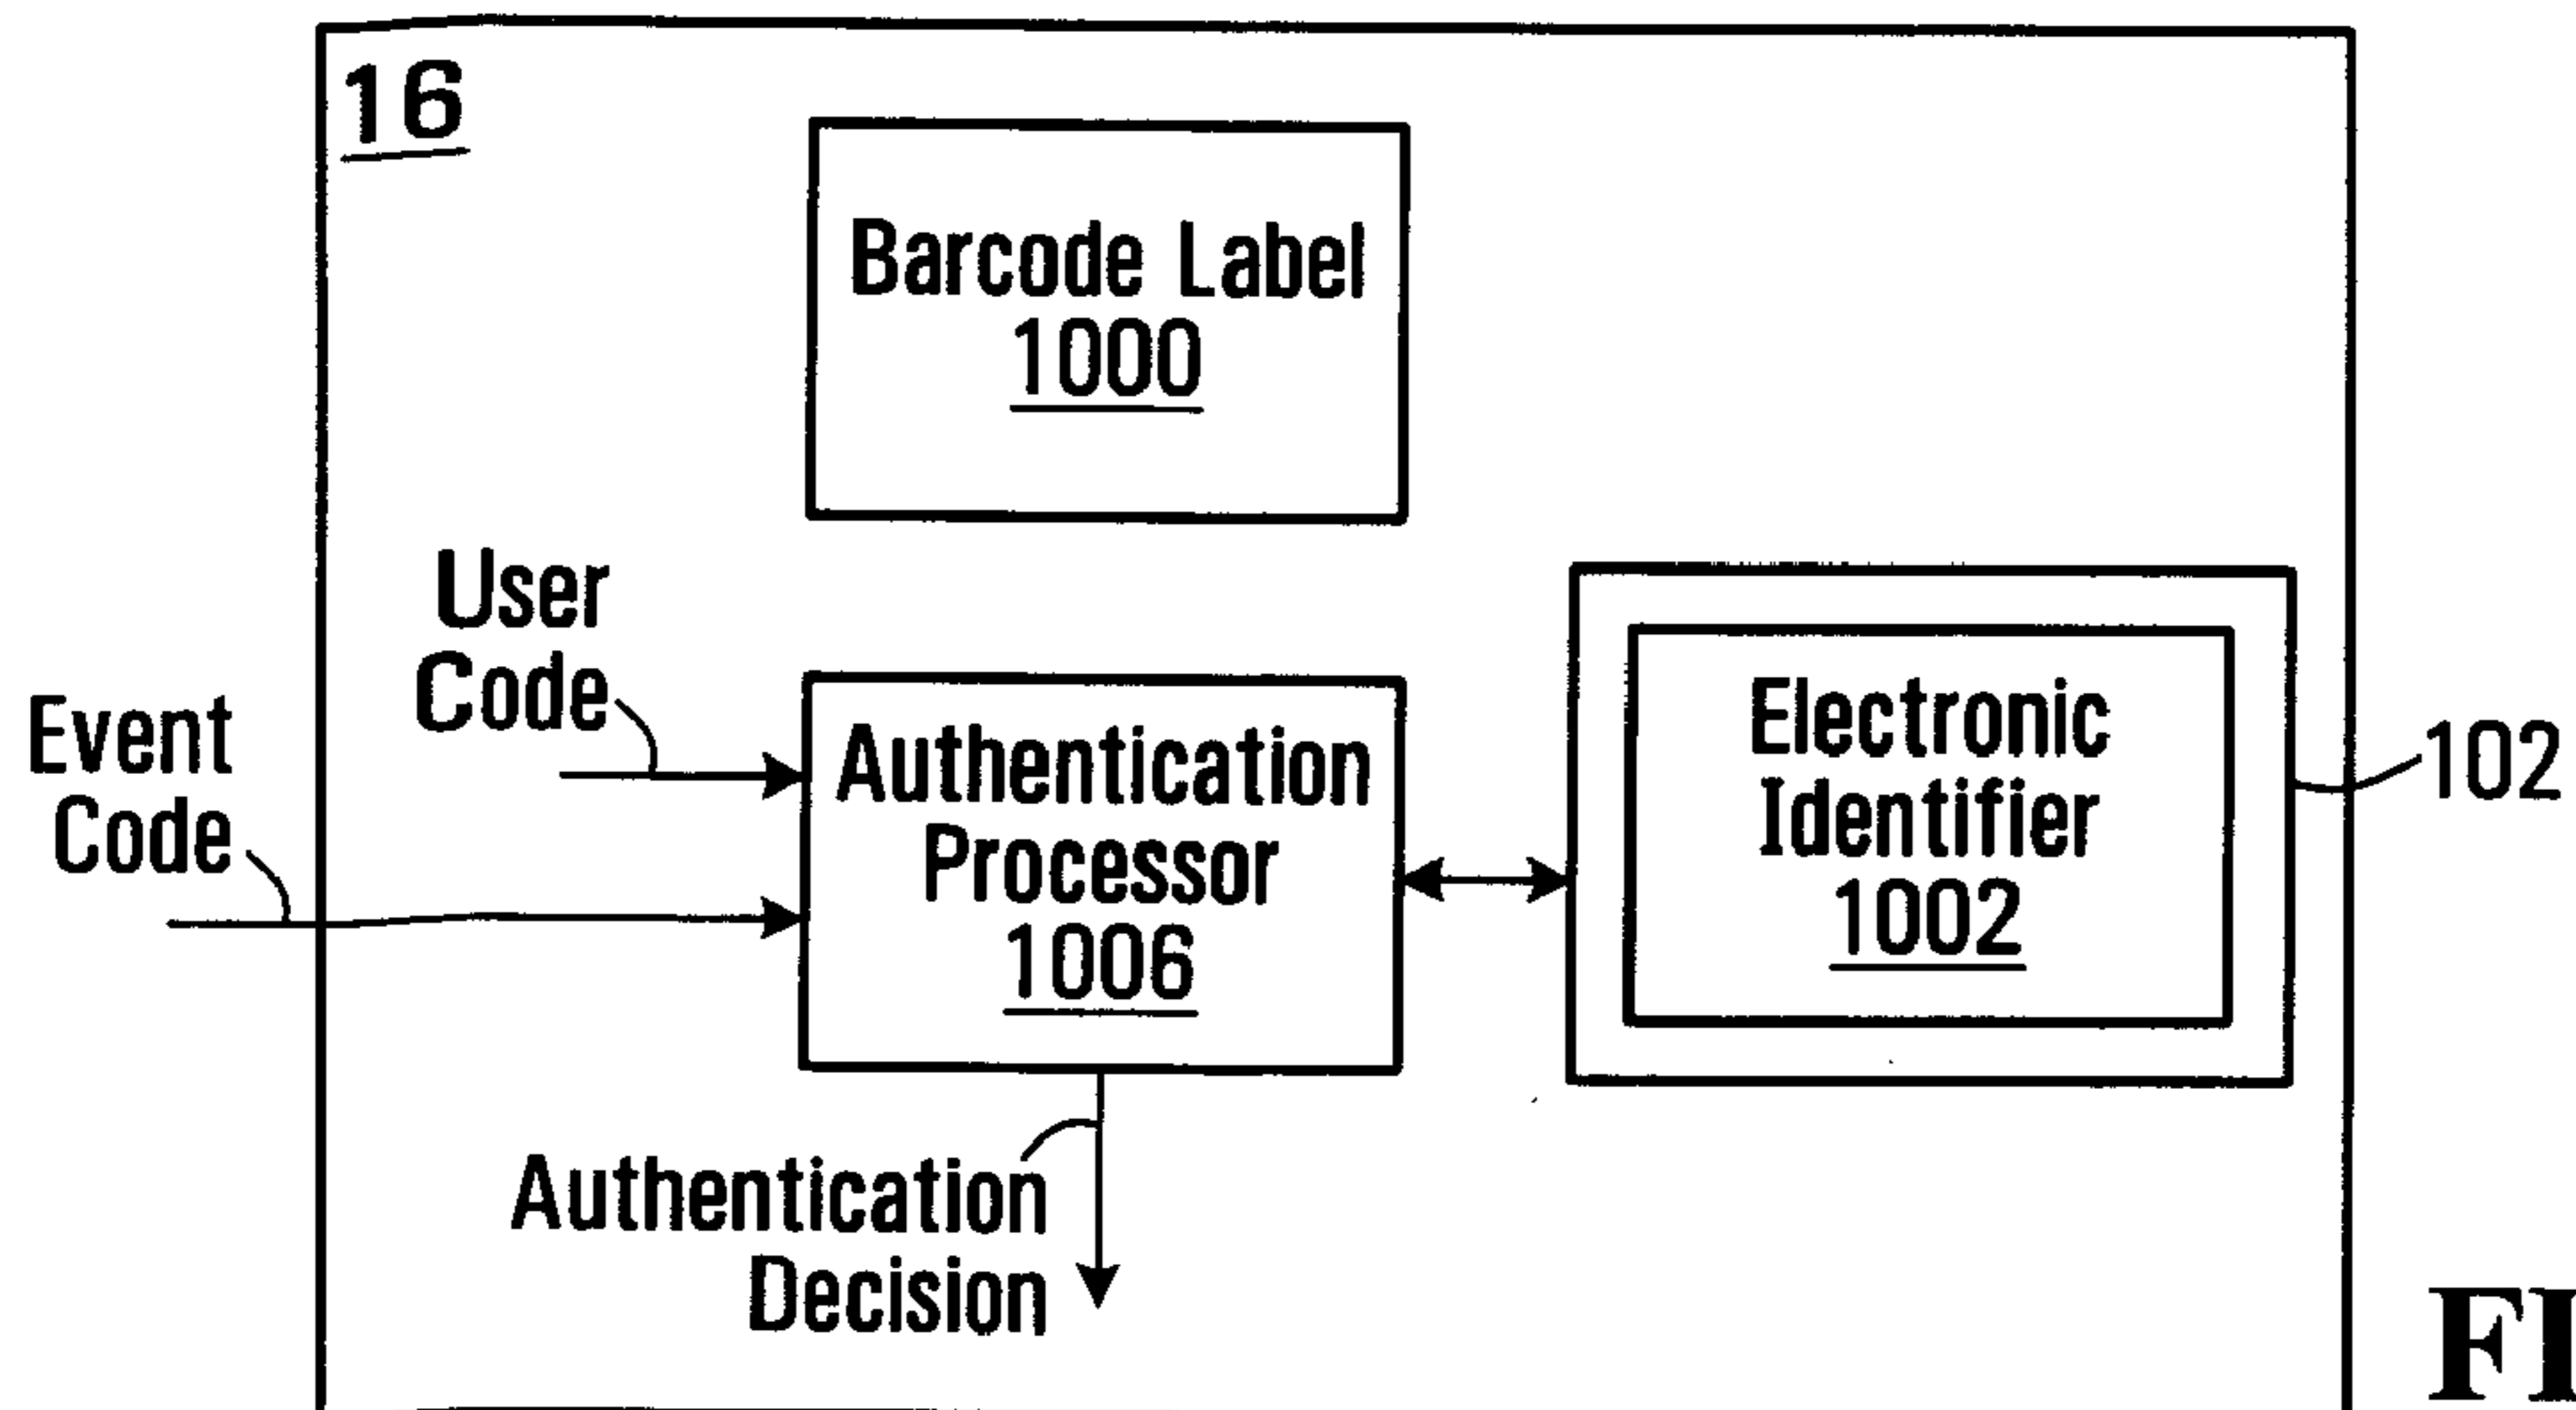 16
Barcode Label
1000
User
Code
Event
Code
Authentication
Processor
1006
Electronic
Identifier
1002
102
Authentication
Decision